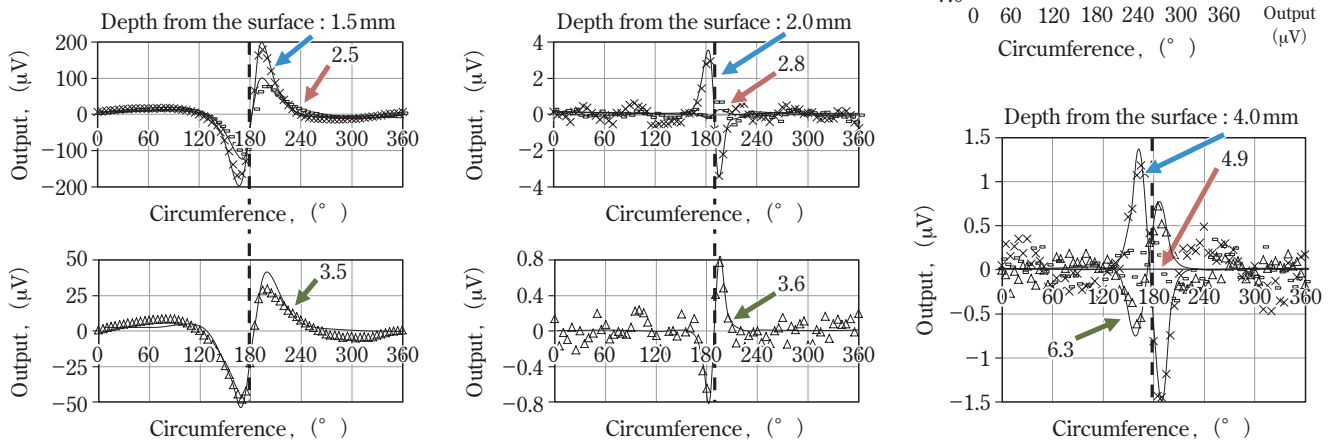 Depth from the surface : 1.5 mm
200
100
0
−100
−200
Output, (μV)
0 60 120 180 240 300 360
2.5
Circumference, (°)
50
25
0
−25
−50
Output, (μV)
0 60 120 180 240 300 360
3.5
Circumference, (°)
Depth from the surface : 2.0 mm
4
2
0
−2
−4
Output, (μV)
0 60 120 180 240 300 360
2.8
Circumference, (°)
0.8
0.4
0
−0.4
−0.8
Output, (μV)
0 60 120 180 240 300 360
3.6
Circumference, (°)
0 60 120 180 240 300 360
Output
(μV)
Circumference, (°)
Depth from the surface : 4.0 mm
1.5
1
0.5
0
−0.5
−1
−1.5
Output, (μV)
0 60 120 180 240 300 360
4.9
6.3
Circumference, (°)